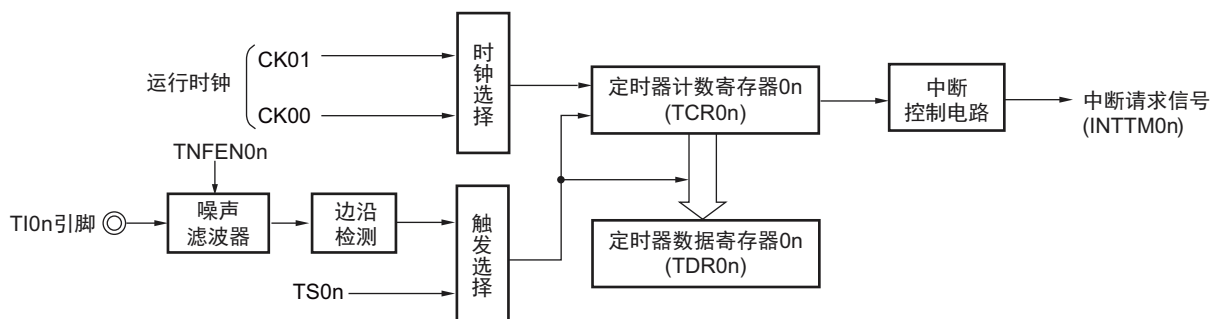 运行时钟
CK01
CK00
时钟选择
定时器计数寄存器0n
(TCR0n)
中断
控制电路
中断请求信号
(INTTM0n)
TNFEN0n
TI0n引脚
噪声
滤波器
边沿
检测
触发选择
TS0n
定时器数据寄存器0n
(TDR0n)